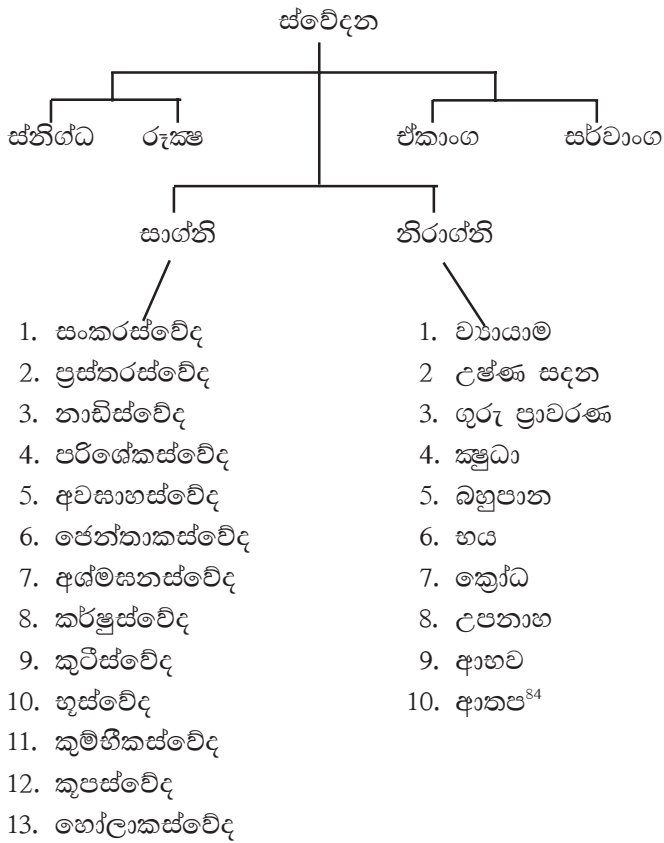 ස්වේදන
ස්නිග්ධ රූක්ෂ ඒකාංග සර්වාංග
සාග්නි නිරාග්නි
1. සංකරස්වේද
2. ප්‍රස්තරස්වේද
3. නාඩිස්වේද
4. පරිශේකස්වේද
5. අවඝාහස්වේද
6. ජෙන්තාකස්වේද
7. අශ්මඝනස්වේද
8. කර්ෂුස්වේද
9. කුටීස්වේද
10. භූස්වේද
11. කුම්භීකස්වේද
12. කූපස්වේද
13. හෝලාකස්වේද
1. ව්‍යායාම
2 උෂ්ණ සදන
3. ගුරු ප්‍රාවරණ
4. ක්ෂුධා
5. බහුපාන
6. භය
7. ක්‍රෝධ
8. උපනාහ
9. ආභව
10. ආතප84